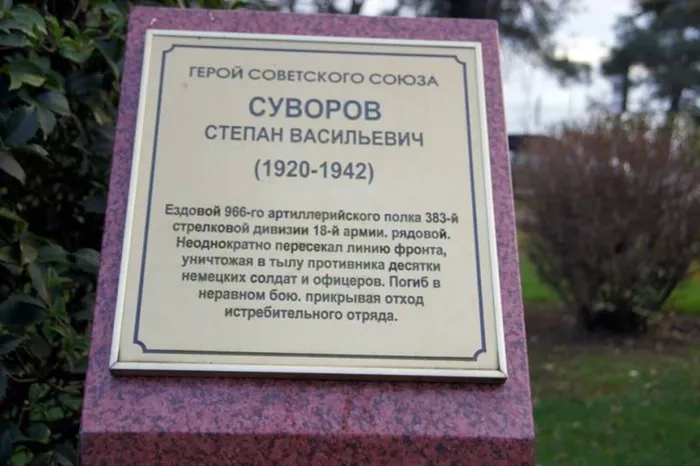 ГЕРОЙ СОВЕТСКОГО СОЮЗА
СУВОРОВ
СТЕПАН ВАСИЛЬЕВИЧ
(1920-1942)
Ездовой 966-го артиллерийского полка 383-й
стрелковой дивизии 18-й армии. рядовой.
Неоднократно пересекал линию фронта,
уничтожая в тылу противника десятки
немецких солдат и офицеров. Погиб в
неравном бою. прикрывая отход
истребительного отряда.